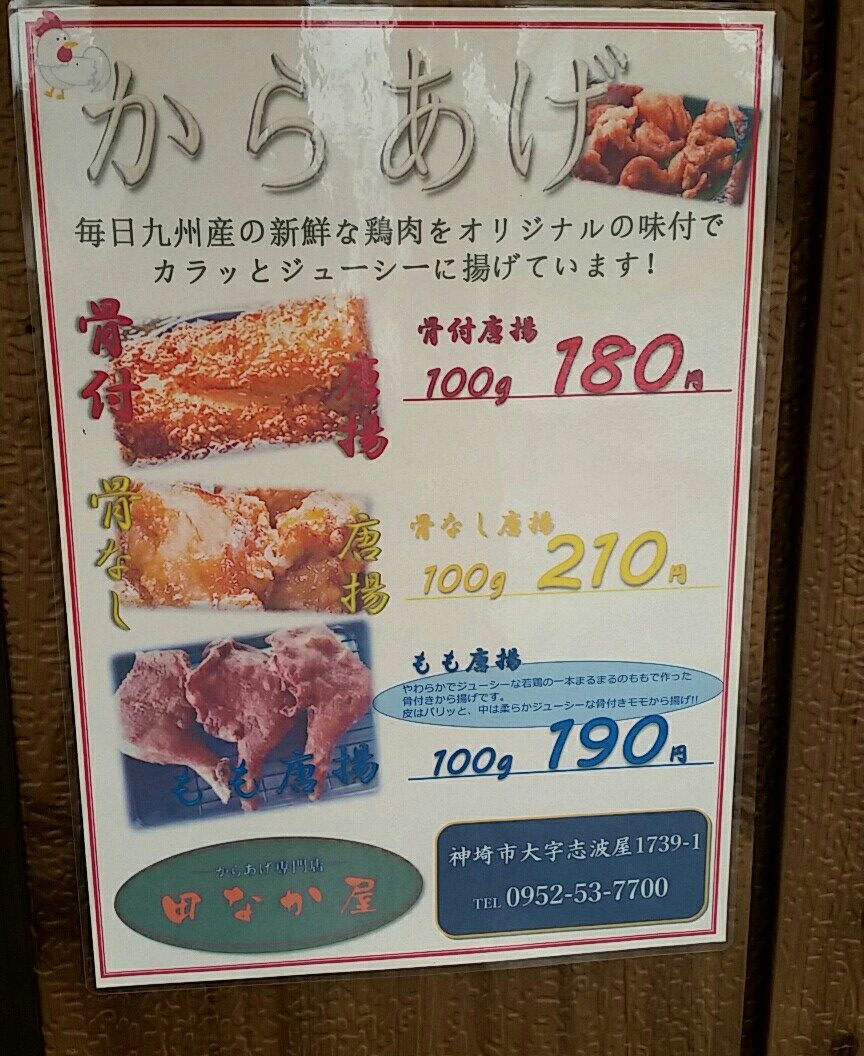 からあげ
毎日九州産の新鮮な鶏肉をオリジナルの味付で
カラッとジューシーに揚げています!
骨付
唐揚
骨付唐揚
100g 180円
骨なし
唐揚
骨なし唐揚
100g 210円
もも唐揚
もも唐揚
やわらかでジューシーな若鶏の一本まるまるのももで作った
骨付きから揚げです。
皮はパリッと、中は柔らかジューシーな骨付きモモから揚げ!!
100g 190円
からあげ専門店
田なか屋
神埼市大字志波屋1739-1
TEL 0952-53-7700